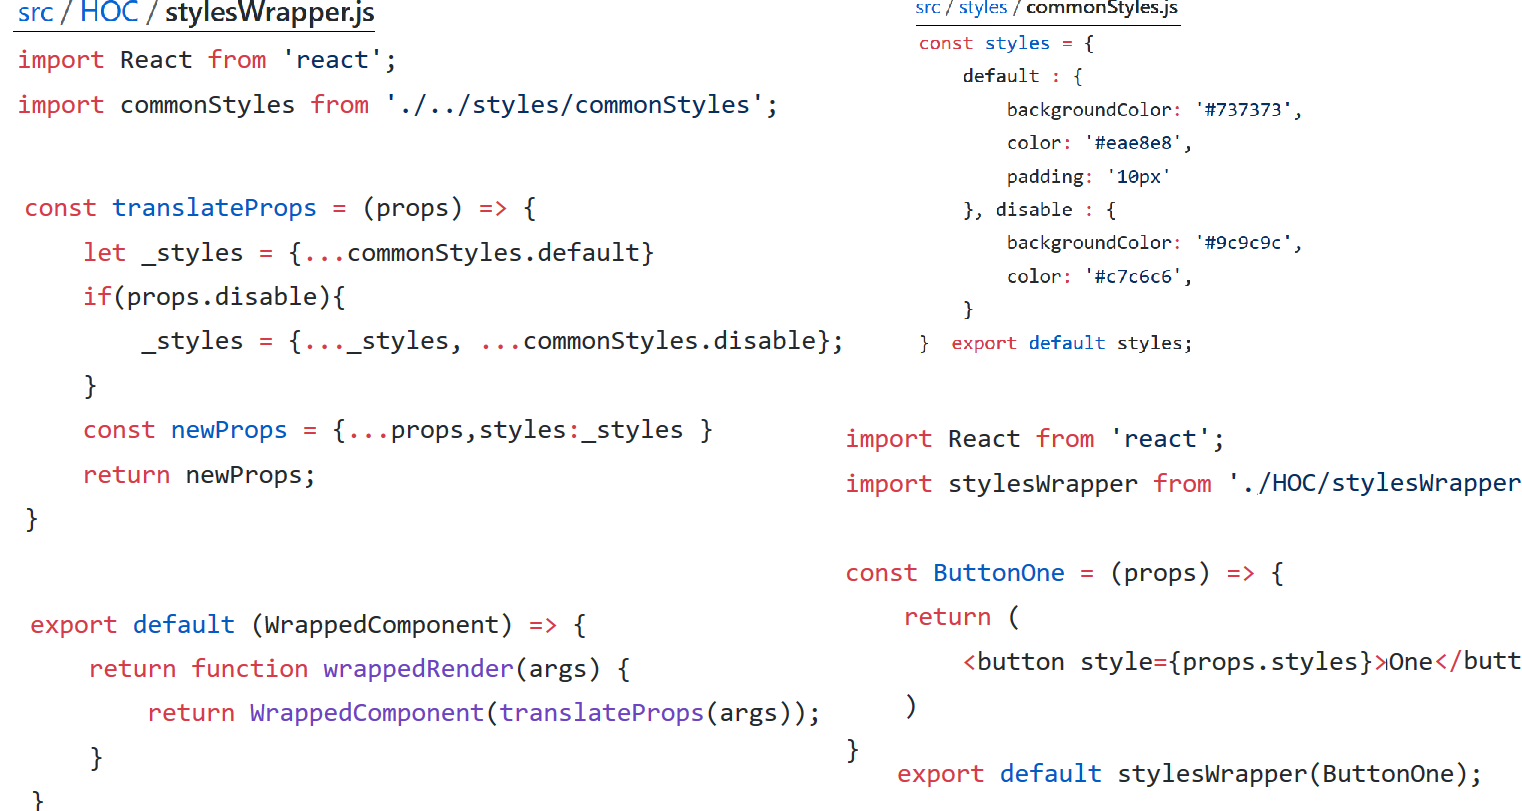 src / HOC / stylesWrapper.js
import React from 'react';
import commonStyles from './../styles/commonStyles';
const translateProps = (props) => {
let _styles = {...commonStyles.default}
if(props.disable){
_styles = {..._styles, ...commonStyles.disable};
}
const newProps = {...props,styles:_styles }
return newProps;
}
export default (WrappedComponent) => {
return function wrappedRender(args) {
return WrappedComponent(translateProps(args));
}
}
src / styles / commonStyles.js
const styles = {
default : {
backgroundColor: '#737373',
color: '#eae8e8',
padding: '10px'
}, disable : {
backgroundColor: '#9c9c9c',
color: '#c7c6c6',
}
} export default styles;
import React from 'react';
import stylesWrapper from './HOC/stylesWrapper
const ButtonOne = (props) => {
return (
<button style={props.styles}>One</butt
)
}
export default stylesWrapper(ButtonOne);